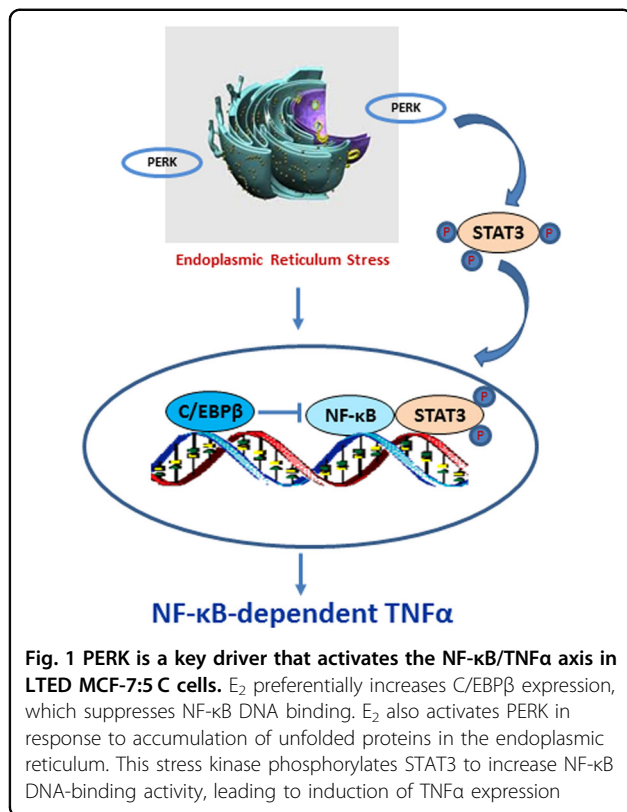 PERK
PERK
Endoplasmic Reticulum Stress
P
STAT3
P
P
P
C/EBPβ
NF-κB
STAT3
P
NF-κB-dependent TNFα
Fig. 1 PERK is a key driver that activates the NF-κB/TNFα axis in
LTED MCF-7:5 C cells. E₂ preferentially increases C/EBPβ expression,
which suppresses NF-κB DNA binding. E₂ also activates PERK in
response to accumulation of unfolded proteins in the endoplasmic
reticulum. This stress kinase phosphorylates STAT3 to increase NF-κB
DNA-binding activity, leading to induction of TNFα expression